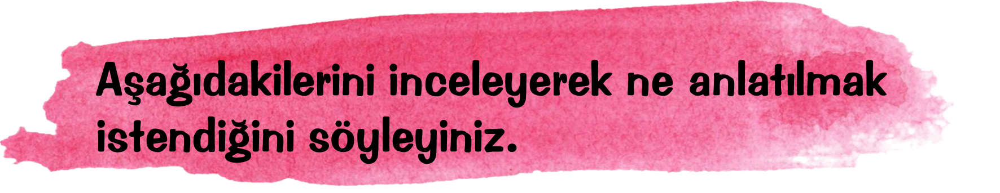 Aşağıdakilerini inceleyerek ne anlatılmak
istendiğini söyleyiniz.